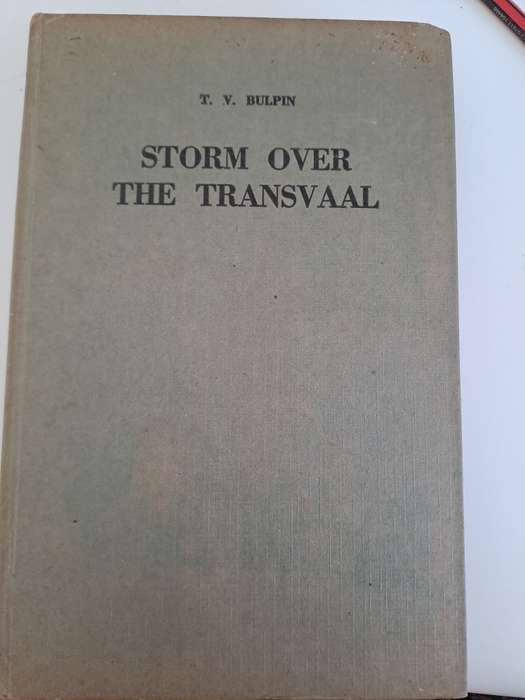 T. V. BULPIN
STORM OVER
THE TRANSVAAL